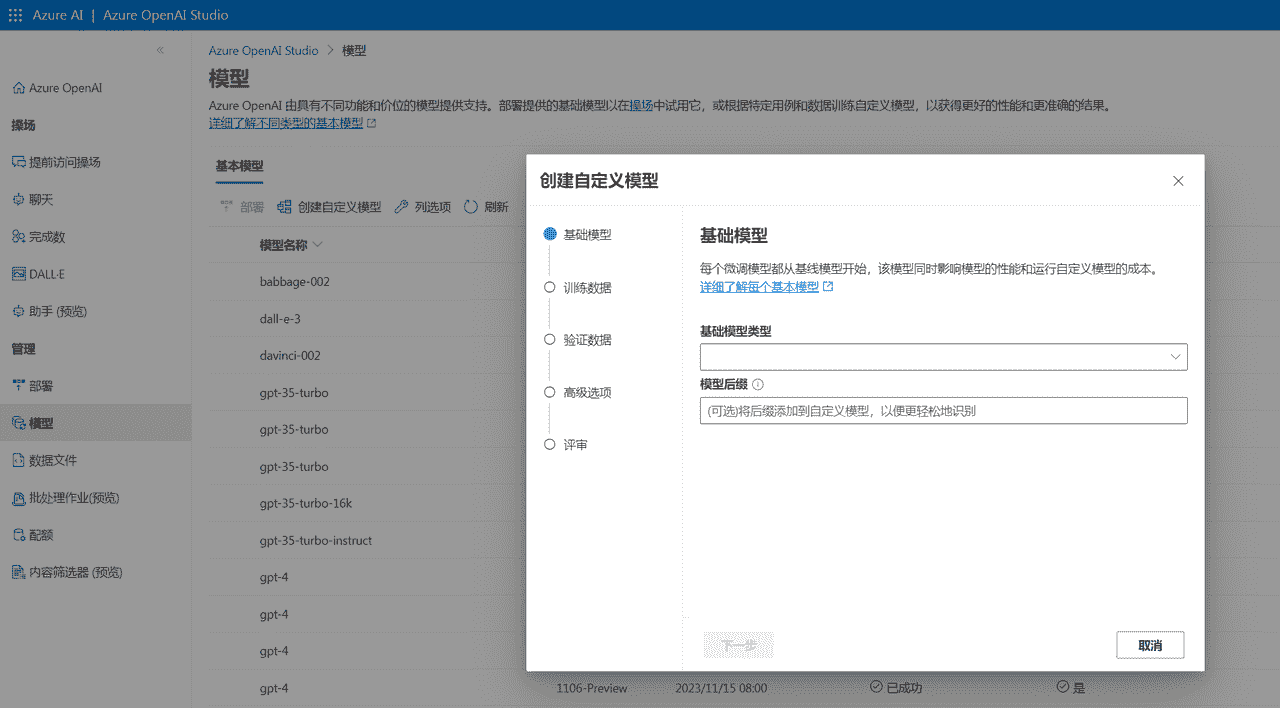 Azure AI | Azure OpenAI Studio
Azure OpenAI
操场
提前访问操场
聊天
完成数
DALL·E
助手 (预览)
管理
部署
模型
数据文件
批处理作业(预览)
配额
内容筛选器 (预览)
Azure OpenAI Studio > 模型
模型
Azure OpenAI 由具有不同功能和价位的模型提供支持。部署提供的基础模型以在操场中试用它，或根据特定用例和数据训练自定义模型，以获得更好的性能和更准确的结果。
详细了解不同类型的基本模型
基本模型
部署 创建自定义模型 列选项 刷新
模型名称
babbage-002
dall-e-3
davinci-002
gpt-35-turbo
gpt-35-turbo
gpt-35-turbo
gpt-35-turbo-16k
gpt-35-turbo-instruct
gpt-4
gpt-4
gpt-4
gpt-4 1106-Preview 2023/11/15 08:00 已成功 是
创建自定义模型
基础模型
训练数据
验证数据
高级选项
评审
基础模型
每个微调模型都从基线模型开始，该模型同时影响模型的性能和运行自定义模型的成本。
详细了解每个基本模型
基础模型类型
模型后缀
(可选)将后缀添加到自定义模型，以便更轻松地识别
下一步
取消